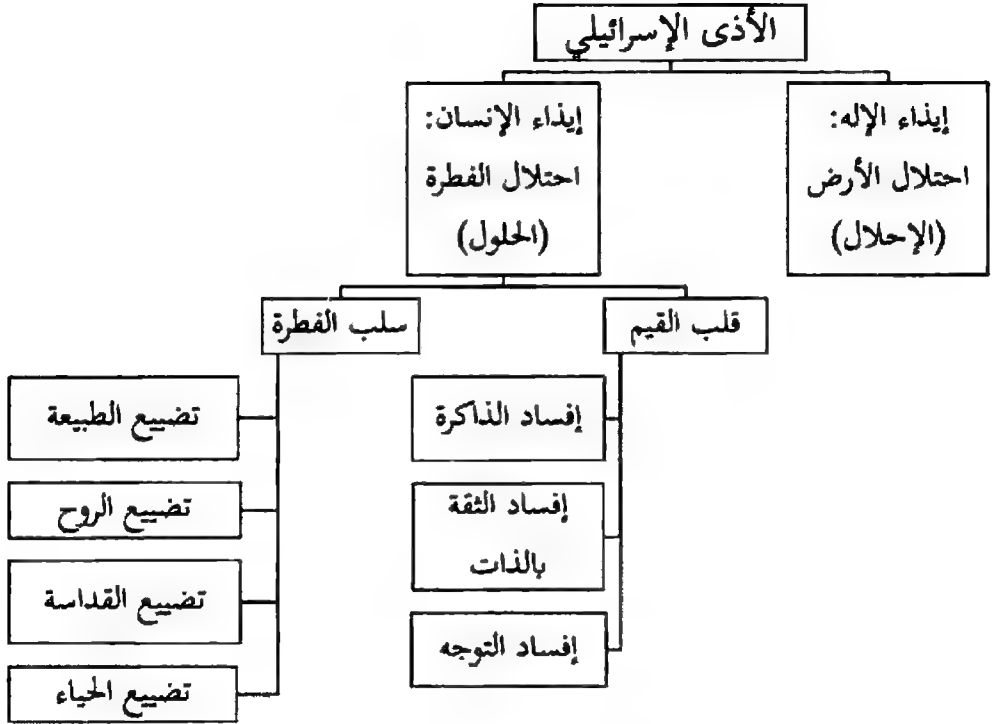 الأذى الإسرائيلي
إيذاء الإله:
احتلال الأرض
(الإحلال)
إيذاء الإنسان:
احتلال الفطرة
(الحلول)
قلب القيم
إفساد الذاكرة
إفساد الثقة
بالذات
إفساد التوجه
سلب الفطرة
تضييع الطبيعة
تضييع الروح
تضييع القداسة
تضييع الحياء